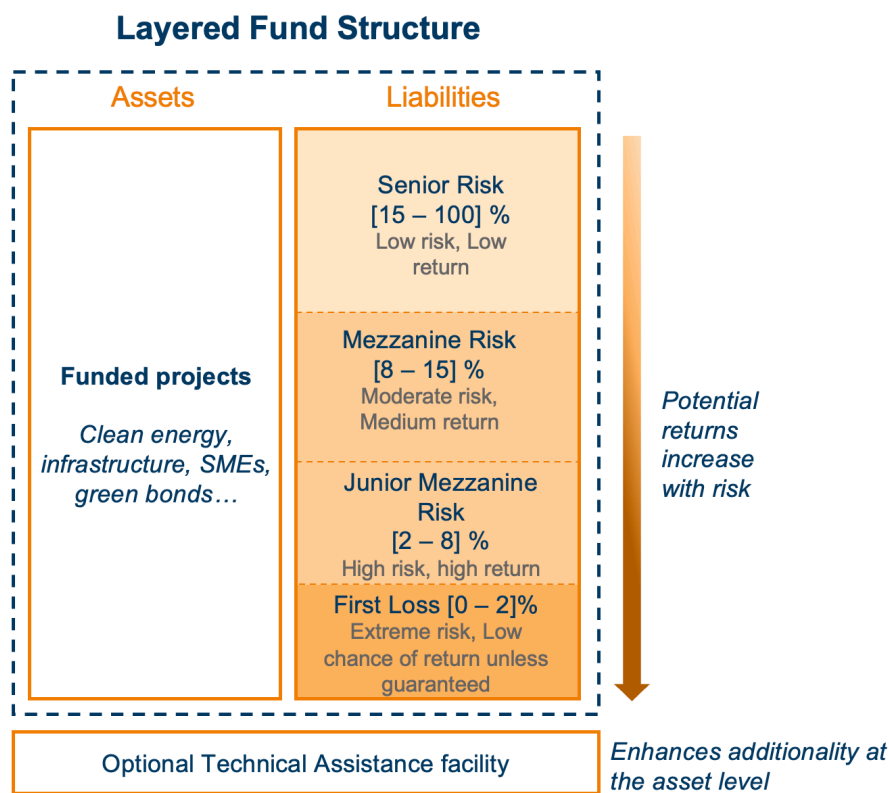 Layered Fund Structure
Assets
Liabilities
Funded projects
Clean energy,
infrastructure, SMEs,
green bonds…
Senior Risk
[15 – 100] %
Low risk, Low
return
Mezzanine Risk
[8 – 15] %
Moderate risk,
Medium return
Junior Mezzanine
Risk
[2 – 8] %
High risk, high return
First Loss [0 – 2]%
Extreme risk, Low
chance of return unless
guaranteed
Potential
returns
increase
with risk
Optional Technical Assistance facility
Enhances additionality at
the asset level